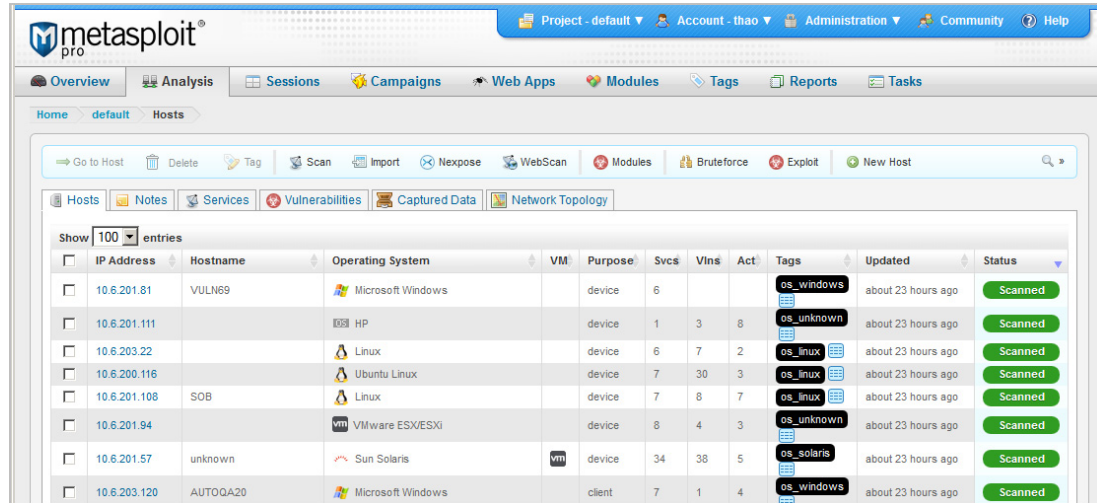 Project - default ▼ Account - thao ▼ Administration ▼ Community ? Help
metasploit®
pro
Overview Analysis Sessions Campaigns Web Apps Modules Tags Reports Tasks
Home default Hosts
Go to Host Delete Tag Scan Import Nexpose WebScan Modules Bruteforce Exploit New Host »
Hosts Notes Services Vulnerabilities Captured Data Network Topology
Show 100 entries
IP Address Hostname Operating System VM Purpose Svcs Vlns Act Tags Updated Status
10.6.201.81 VULN69 Microsoft Windows device 6 os_windows about 23 hours ago Scanned
10.6.201.111 OS HP device 1 3 8 os_unknown about 23 hours ago Scanned
10.6.203.22 Linux device 6 7 2 os_linux about 23 hours ago Scanned
10.6.200.116 Ubuntu Linux device 7 30 3 os_linux about 23 hours ago Scanned
10.6.201.108 SOB Linux device 7 8 7 os_linux about 23 hours ago Scanned
10.6.201.94 vm VMware ESX/ESXi device 8 4 3 os_unknown about 23 hours ago Scanned
10.6.201.57 unknown Sun Solaris vm device 34 38 5 os_solaris about 23 hours ago Scanned
10.6.203.120 AUTOQA20 Microsoft Windows client 7 1 4 os_windows about 23 hours ago Scanned